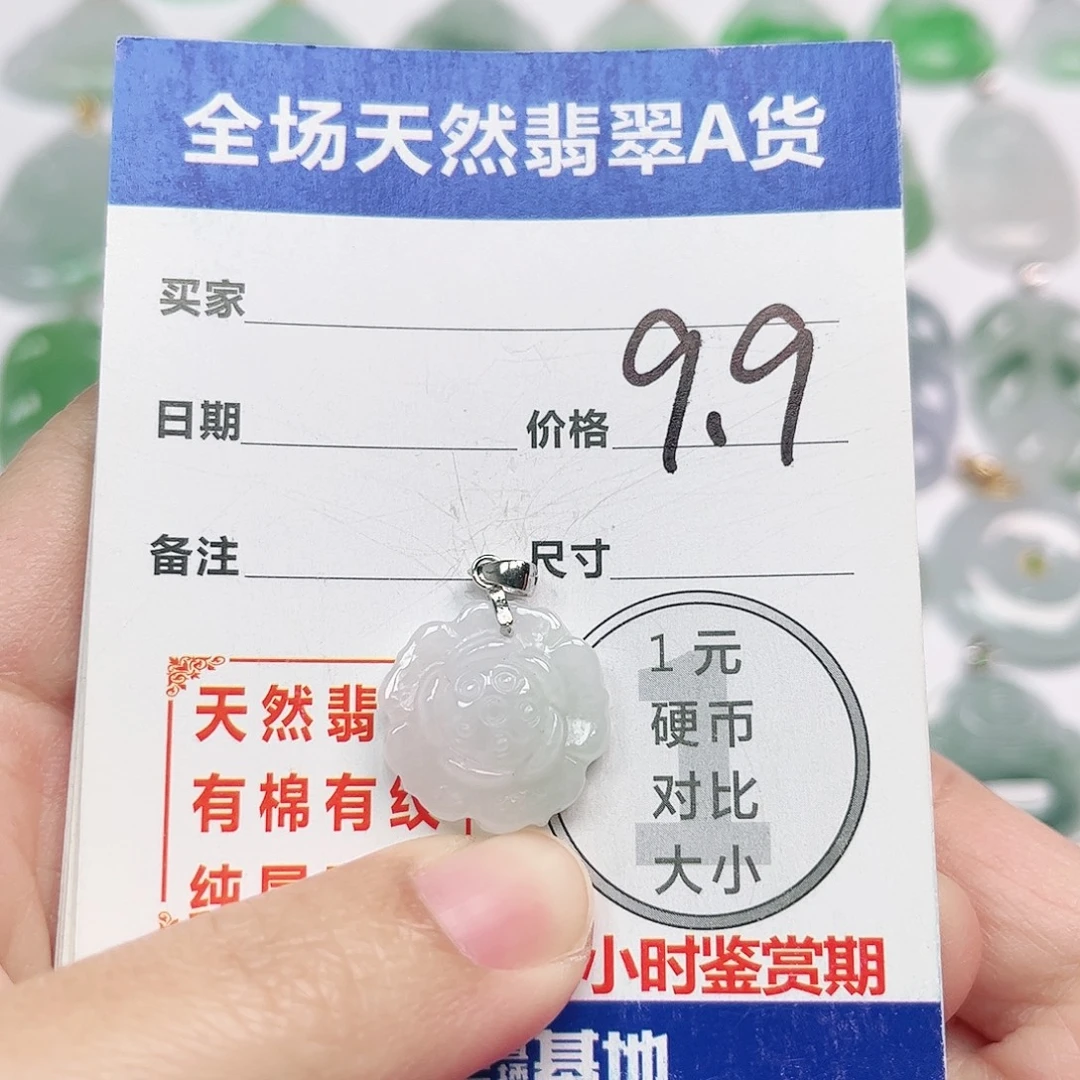 全场天然翡翠A货
买家
9.9
日期 价格
备注 尺寸
天然翡
有棉有纹
纯
1元
硬币
对比
大小
小时鉴赏期
基地